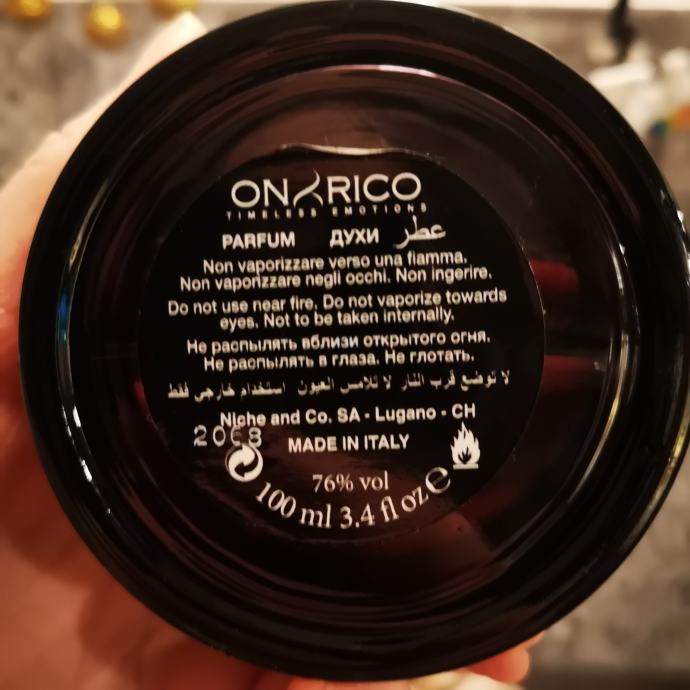 ONYRICO
TIMELESS EMOTIONS
PARFUM ДУХИ عطر
Non vaporizzare verso una fiamma.
Non vaporizzare negli occhi. Non ingerire.
Do not use near fire. Do not vaporize towards
eyes. Not to be taken internally.
Не распылять вблизи открытого огня.
Не распылять в глаза. Не глотать.
لا توضع قرب النار لا تلامس العيون استخدام خارجي فقط
Niche and Co. SA - Lugano - CH
MADE IN ITALY
76% vol
100 ml 3.4 fl oz e